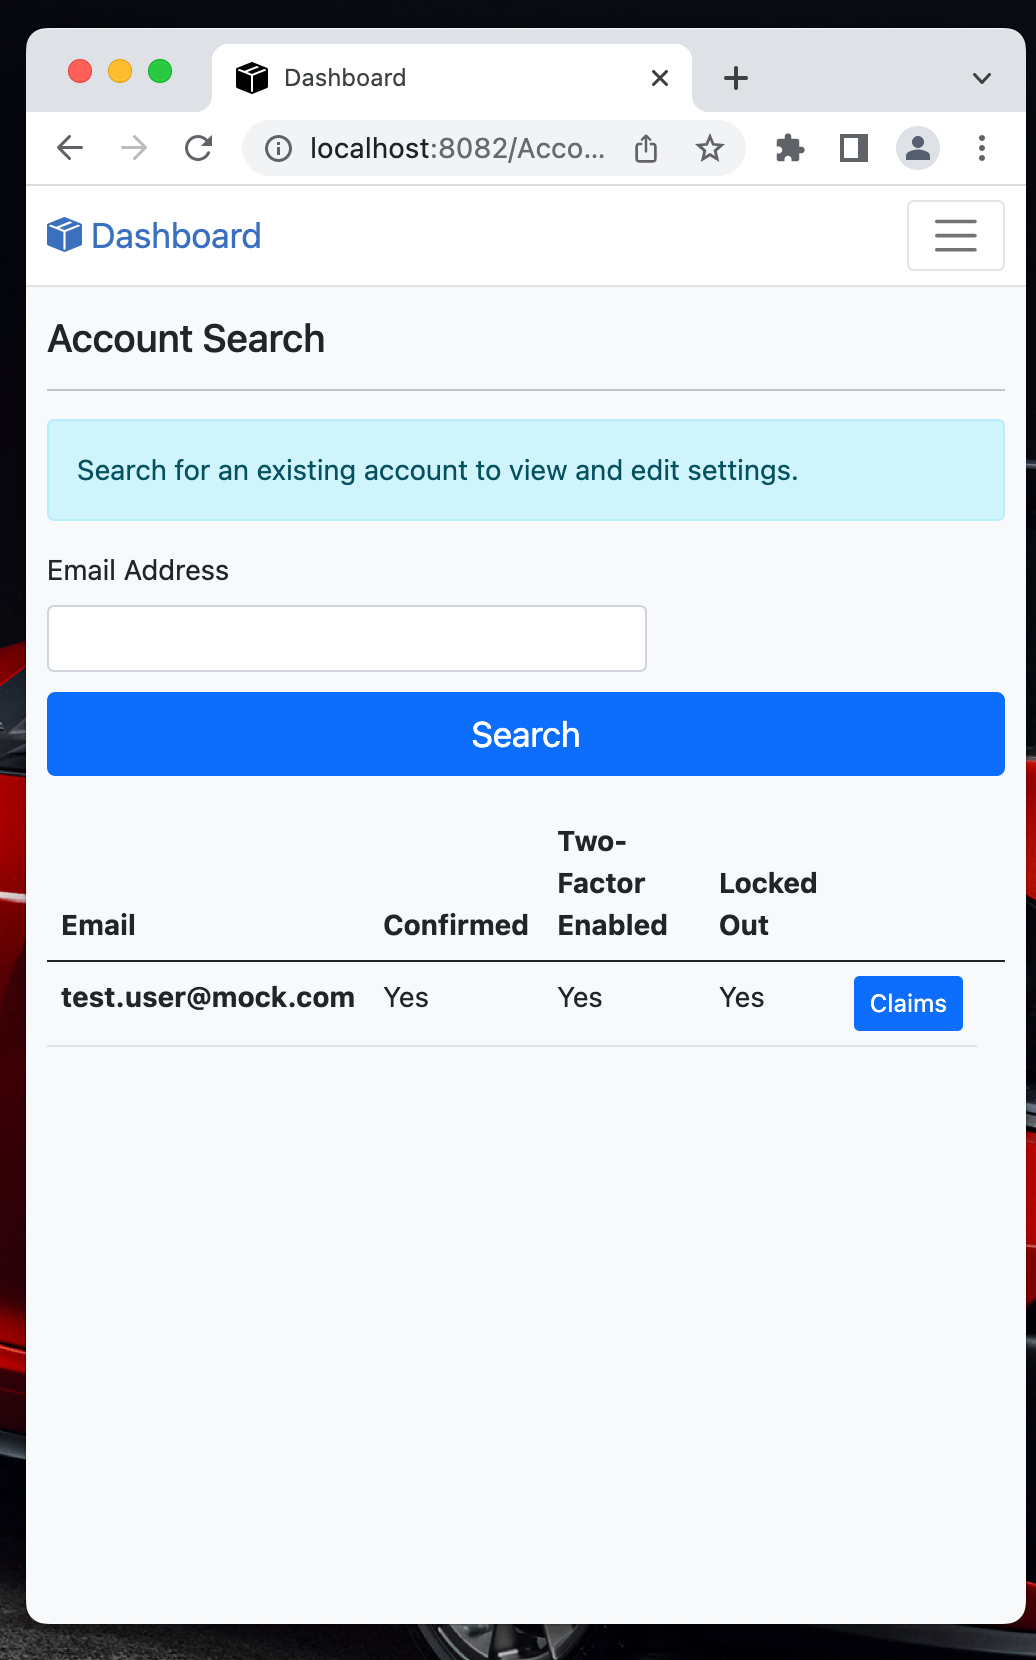 Dashboard
localhost:8082/Acco...
Dashboard
Account Search
Search for an existing account to view and edit settings.
Email Address
Search
Email Confirmed Two-Factor Enabled Locked Out
test.user@mock.com Yes Yes Yes Claims